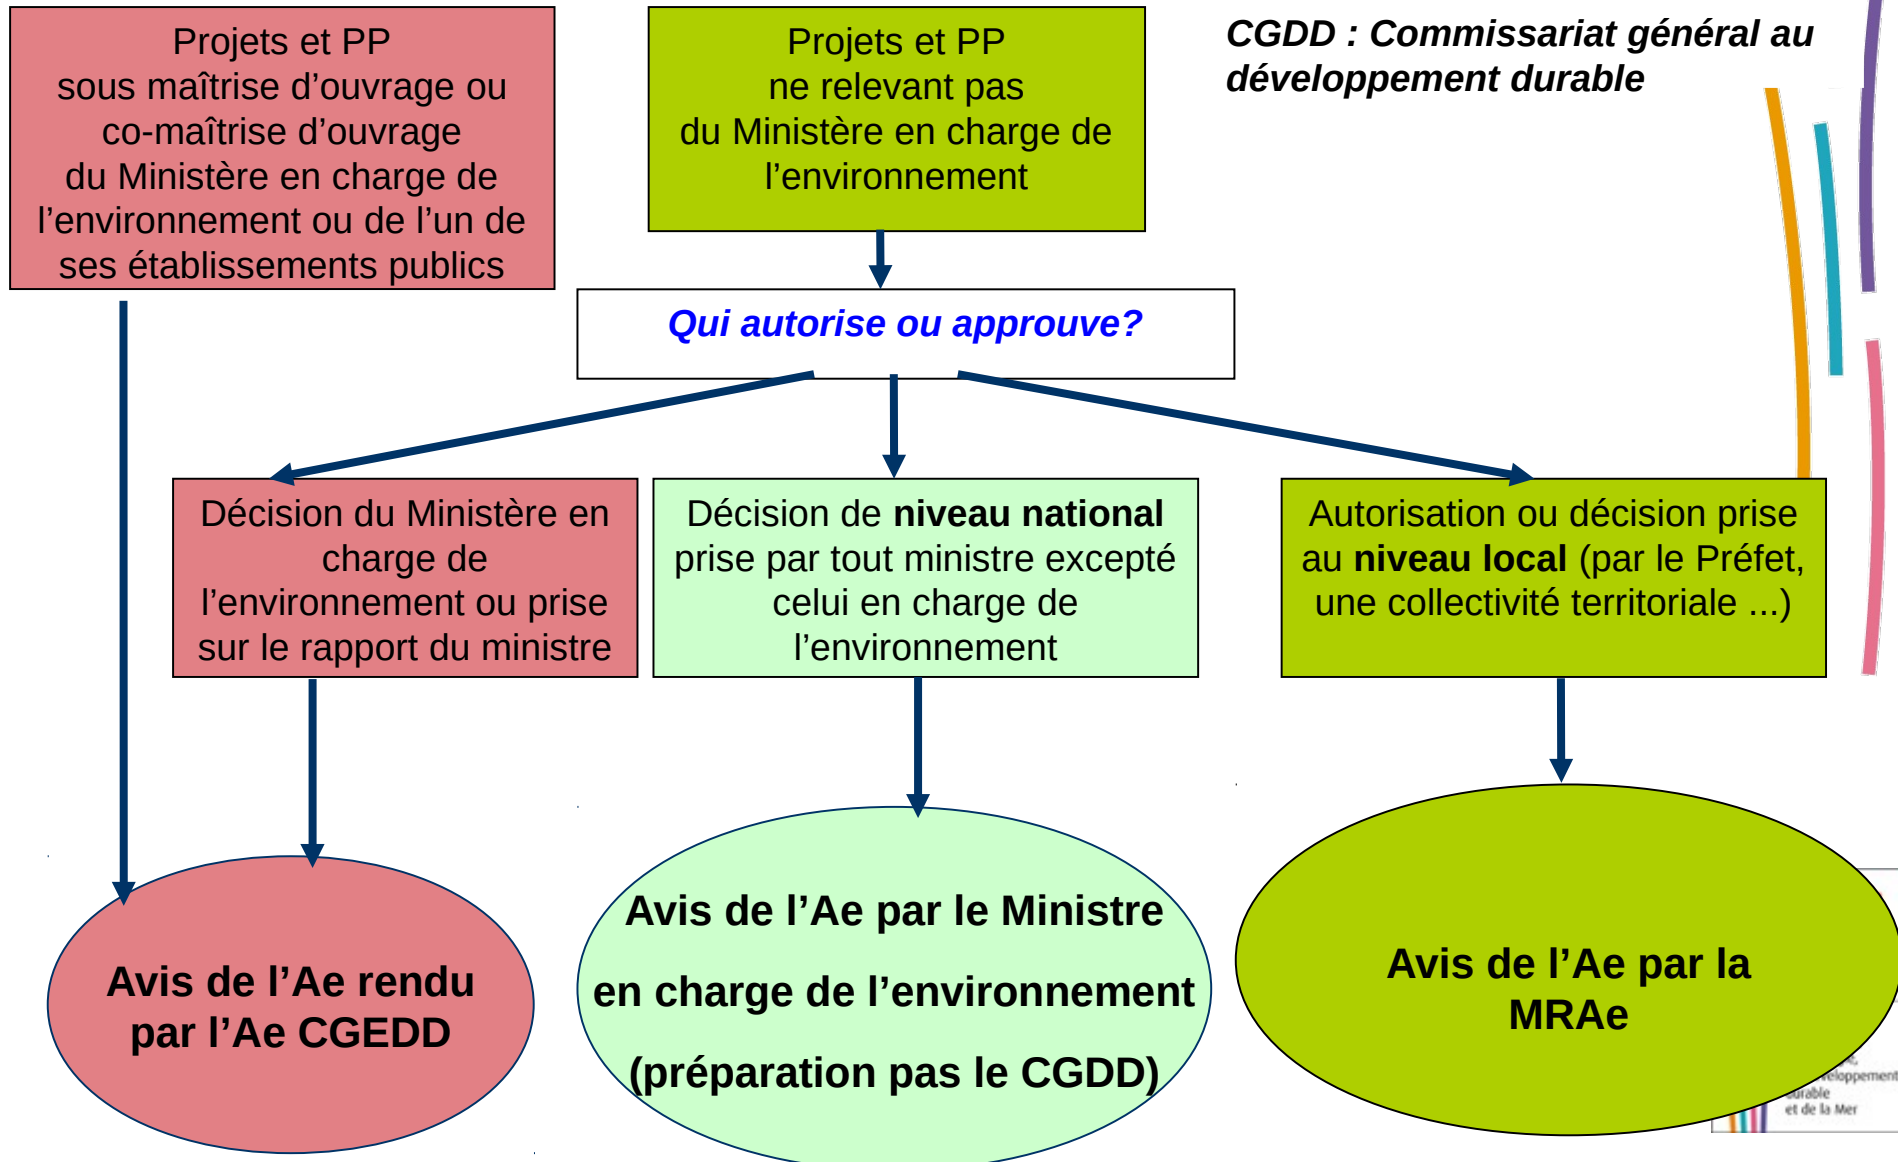 Projets et PP
sous maîtrise d’ouvrage ou
co-maîtrise d’ouvrage
du Ministère en charge de
l’environnement ou de l’un de
ses établissements publics
Projets et PP
ne relevant pas
du Ministère en charge de
l’environnement
CGDD : Commissariat général au
développement durable
Qui autorise ou approuve?
Décision du Ministère en
charge de
l’environnement ou prise
sur le rapport du ministre
Décision de niveau national
prise par tout ministre excepté
celui en charge de
l’environnement
Autorisation ou décision prise
au niveau local (par le Préfet,
une collectivité territoriale ...)
Avis de l’Ae rendu
par l’Ae CGEDD
Avis de l’Ae par le Ministre
en charge de l’environnement
(préparation pas le CGDD)
Avis de l’Ae par la
MRAe
et de la Mer